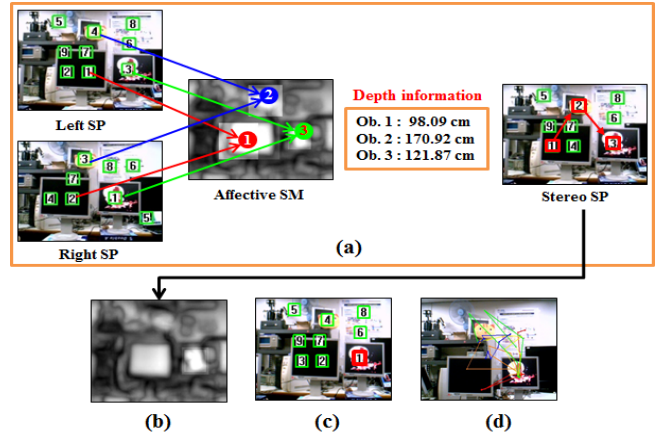 5
8
4
6
9 7
2 1
3
Left SP
3
8 6
7
4 2
1
5
Right SP
2
3
1
Affective SM
Depth information
Ob. 1 : 98.09 cm
Ob. 2 : 170.92 cm
Ob. 3 : 121.87 cm
5
2
8
6
9 7
1 4
3
Stereo SP
(a)
5
8
4
6
9 7
3 2
1
(b)
(c)
(d)